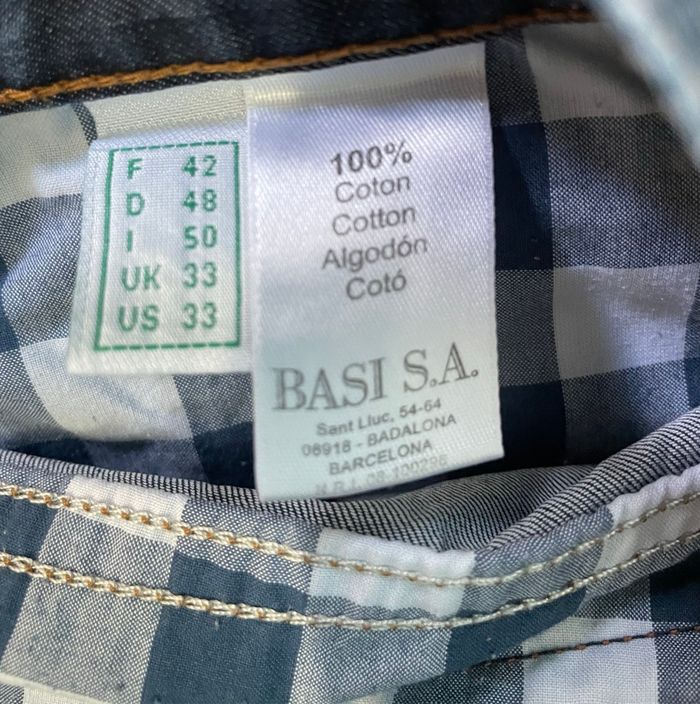 F 42
D 48
I 50
UK 33
US 33
100%
Coton
Cotton
Algodón
Cotó
BASI S.A.
Sant Lluc, 54-64
08918 - BADALONA
BARCELONA